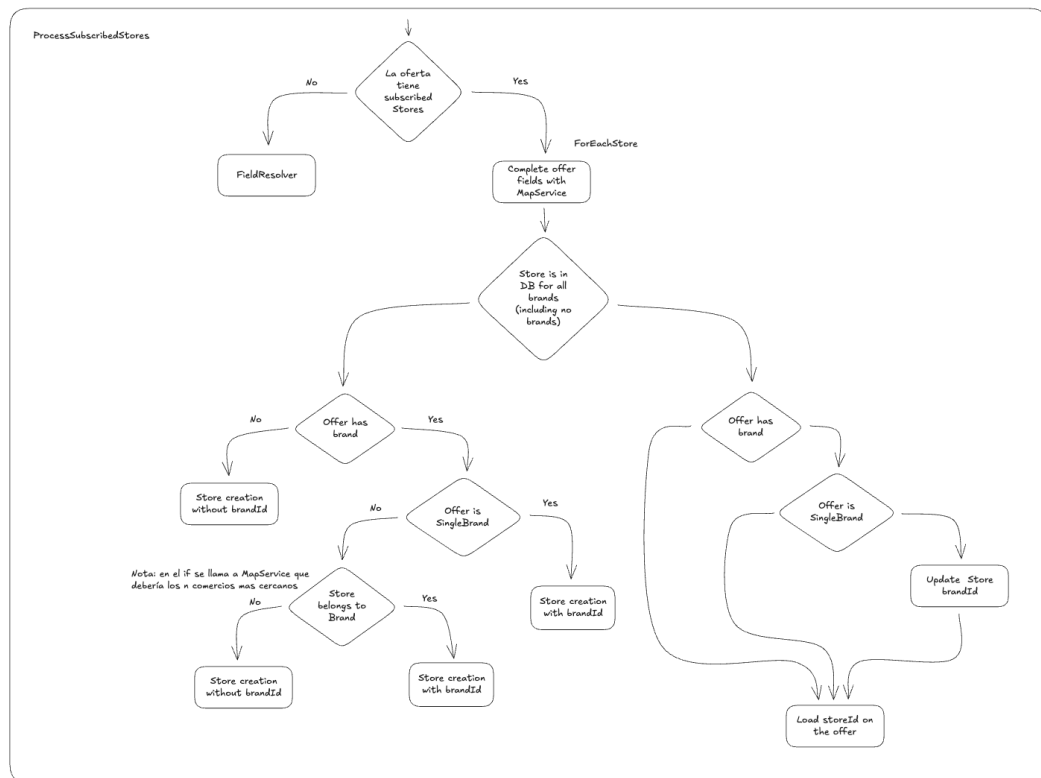 ProcessSubscribedStores
La oferta
tiene
subscribed
Stores
No
Yes
FieldResolver
ForEachStore
Complete offer
fields with
MapService
Store is in
DB for all
brands
(including no
brands)
Offer has
brand
No
Yes
Store creation
without brandId
Offer is
SingleBrand
No
Yes
Store creation
with brandId
Nota: en el if se llama a MapService que
debería los n comercios mas cercanos
Store
belongs to
Brand
No
Yes
Store creation
without brandId
Store creation
with brandId
Offer has
brand
Offer is
SingleBrand
Update Store
brandId
Load storeId on
the offer